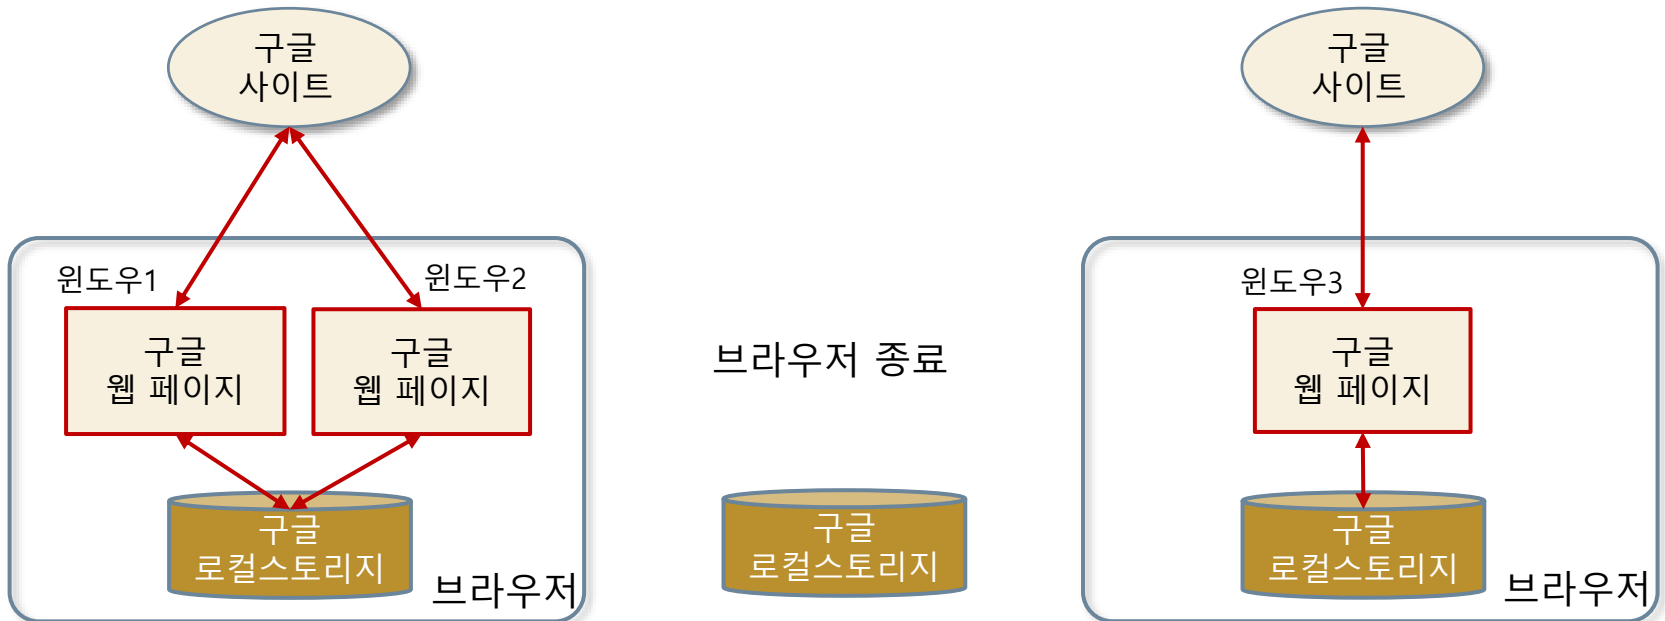 구글
사이트
윈도우1
윈도우2
구글
웹 페이지
구글
웹 페이지
구글
로컬스토리지
브라우저
브라우저 종료
구글
로컬스토리지
구글
사이트
윈도우3
구글
웹 페이지
구글
로컬스토리지
브라우저